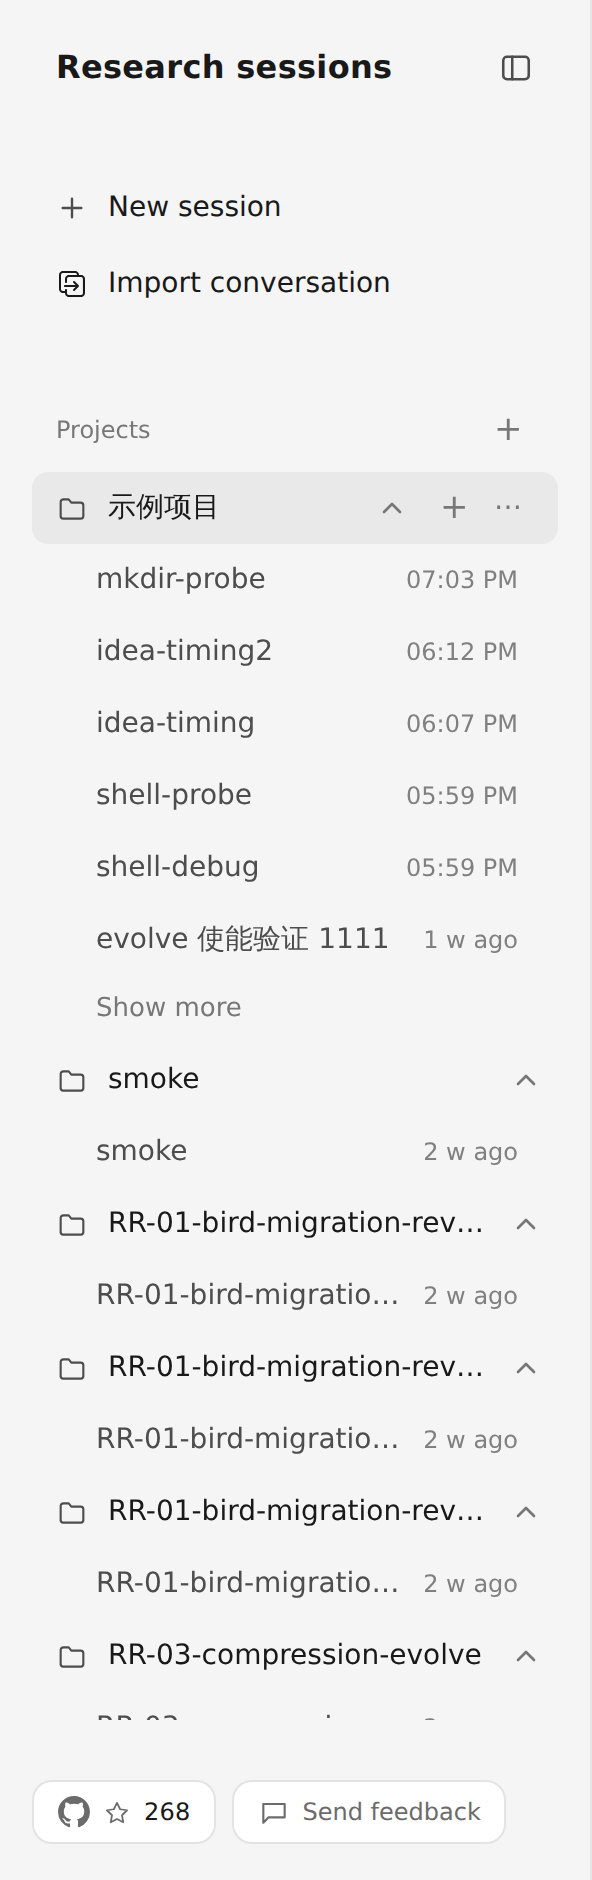 Research sessions
New session
Import conversation
Projects
示例项目
mkdir-probe 07:03 PM
idea-timing2 06:12 PM
idea-timing 06:07 PM
shell-probe 05:59 PM
shell-debug 05:59 PM
evolve 使能验证 1111 1 w ago
Show more
smoke
smoke 2 w ago
RR-01-bird-migration-rev...
RR-01-bird-migratio... 2 w ago
RR-01-bird-migration-rev...
RR-01-bird-migratio... 2 w ago
RR-01-bird-migration-rev...
RR-01-bird-migratio... 2 w ago
RR-03-compression-evolve
268
Send feedback